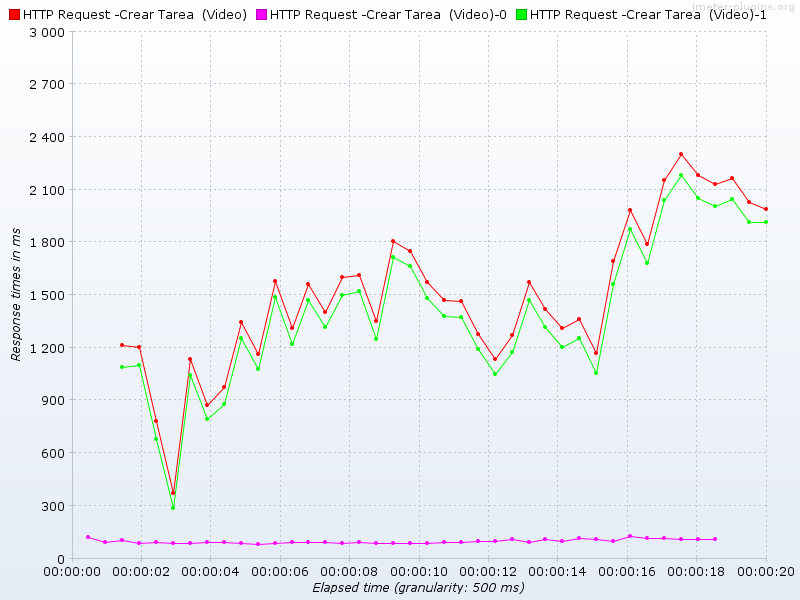 jmeter-plugins.org
HTTP Request -Crear Tarea (Video) HTTP Request -Crear Tarea (Video)-0 HTTP Request -Crear Tarea (Video)-1
3 000
2 700
2 400
2 100
1 800
1 500
1 200
900
600
300
0
Response times in ms
00:00:00 00:00:02 00:00:04 00:00:06 00:00:08 00:00:10 00:00:12 00:00:14 00:00:16 00:00:18 00:00:20
Elapsed time (granularity: 500 ms)